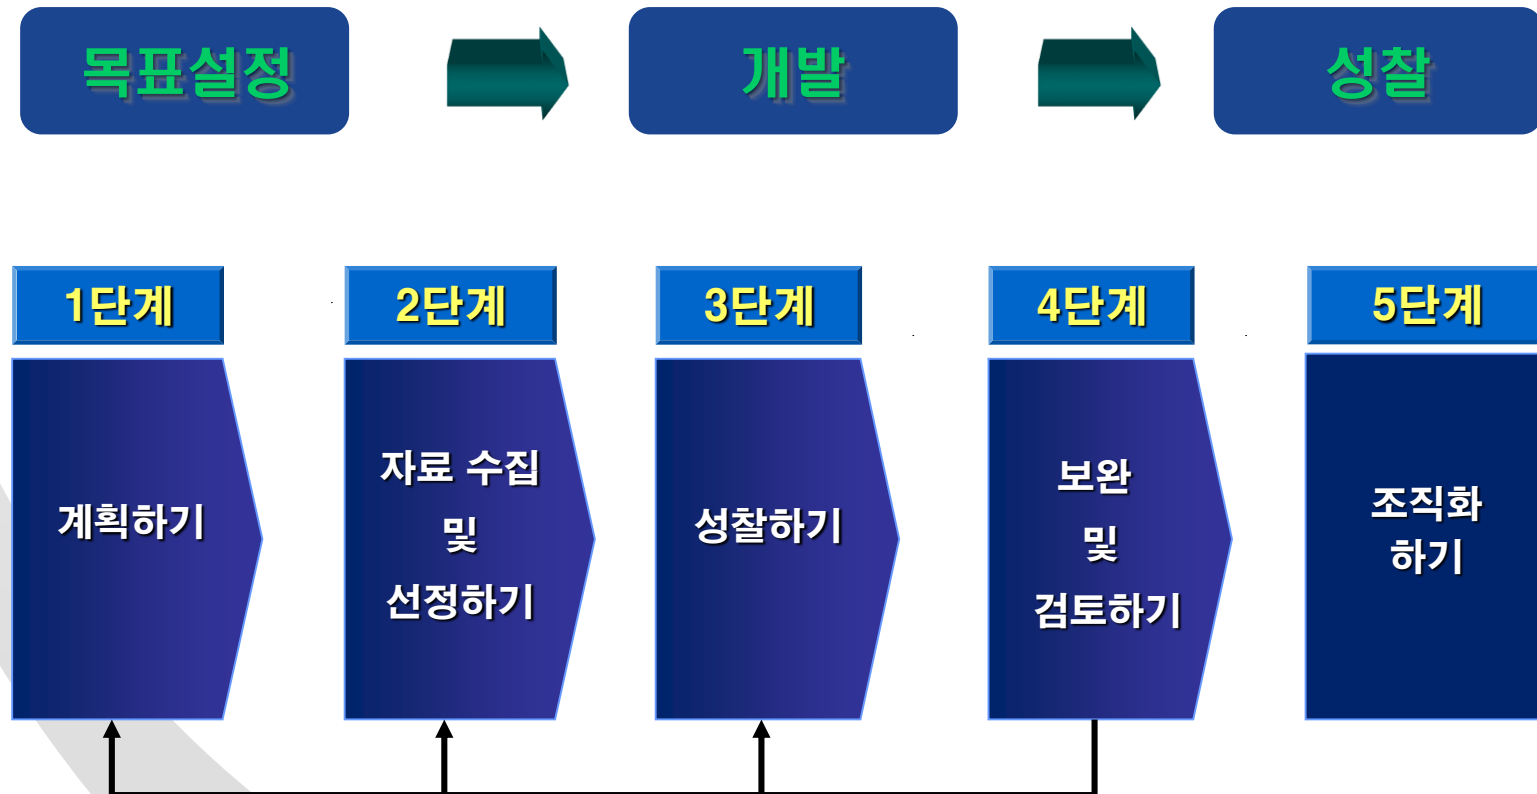 목표설정
개발
성찰
1단계
2단계
3단계
4단계
5단계
계획하기
자료 수집
및
선정하기
성찰하기
보완
및
검토하기
조직화
하기